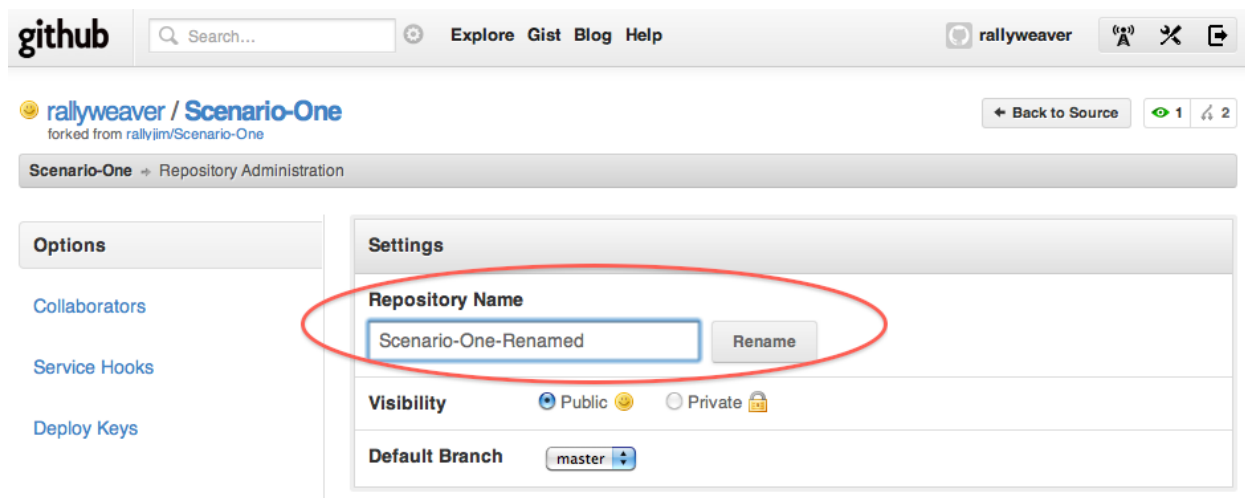 github Search... Explore Gist Blog Help rallyweaver
rallyweaver / Scenario-One
forked from rallyjim/Scenario-One
Back to Source 1 2
Scenario-One Repository Administration
Options
Collaborators
Service Hooks
Deploy Keys
Settings
Repository Name
Scenario-One-Renamed Rename
Visibility Public Private
Default Branch master